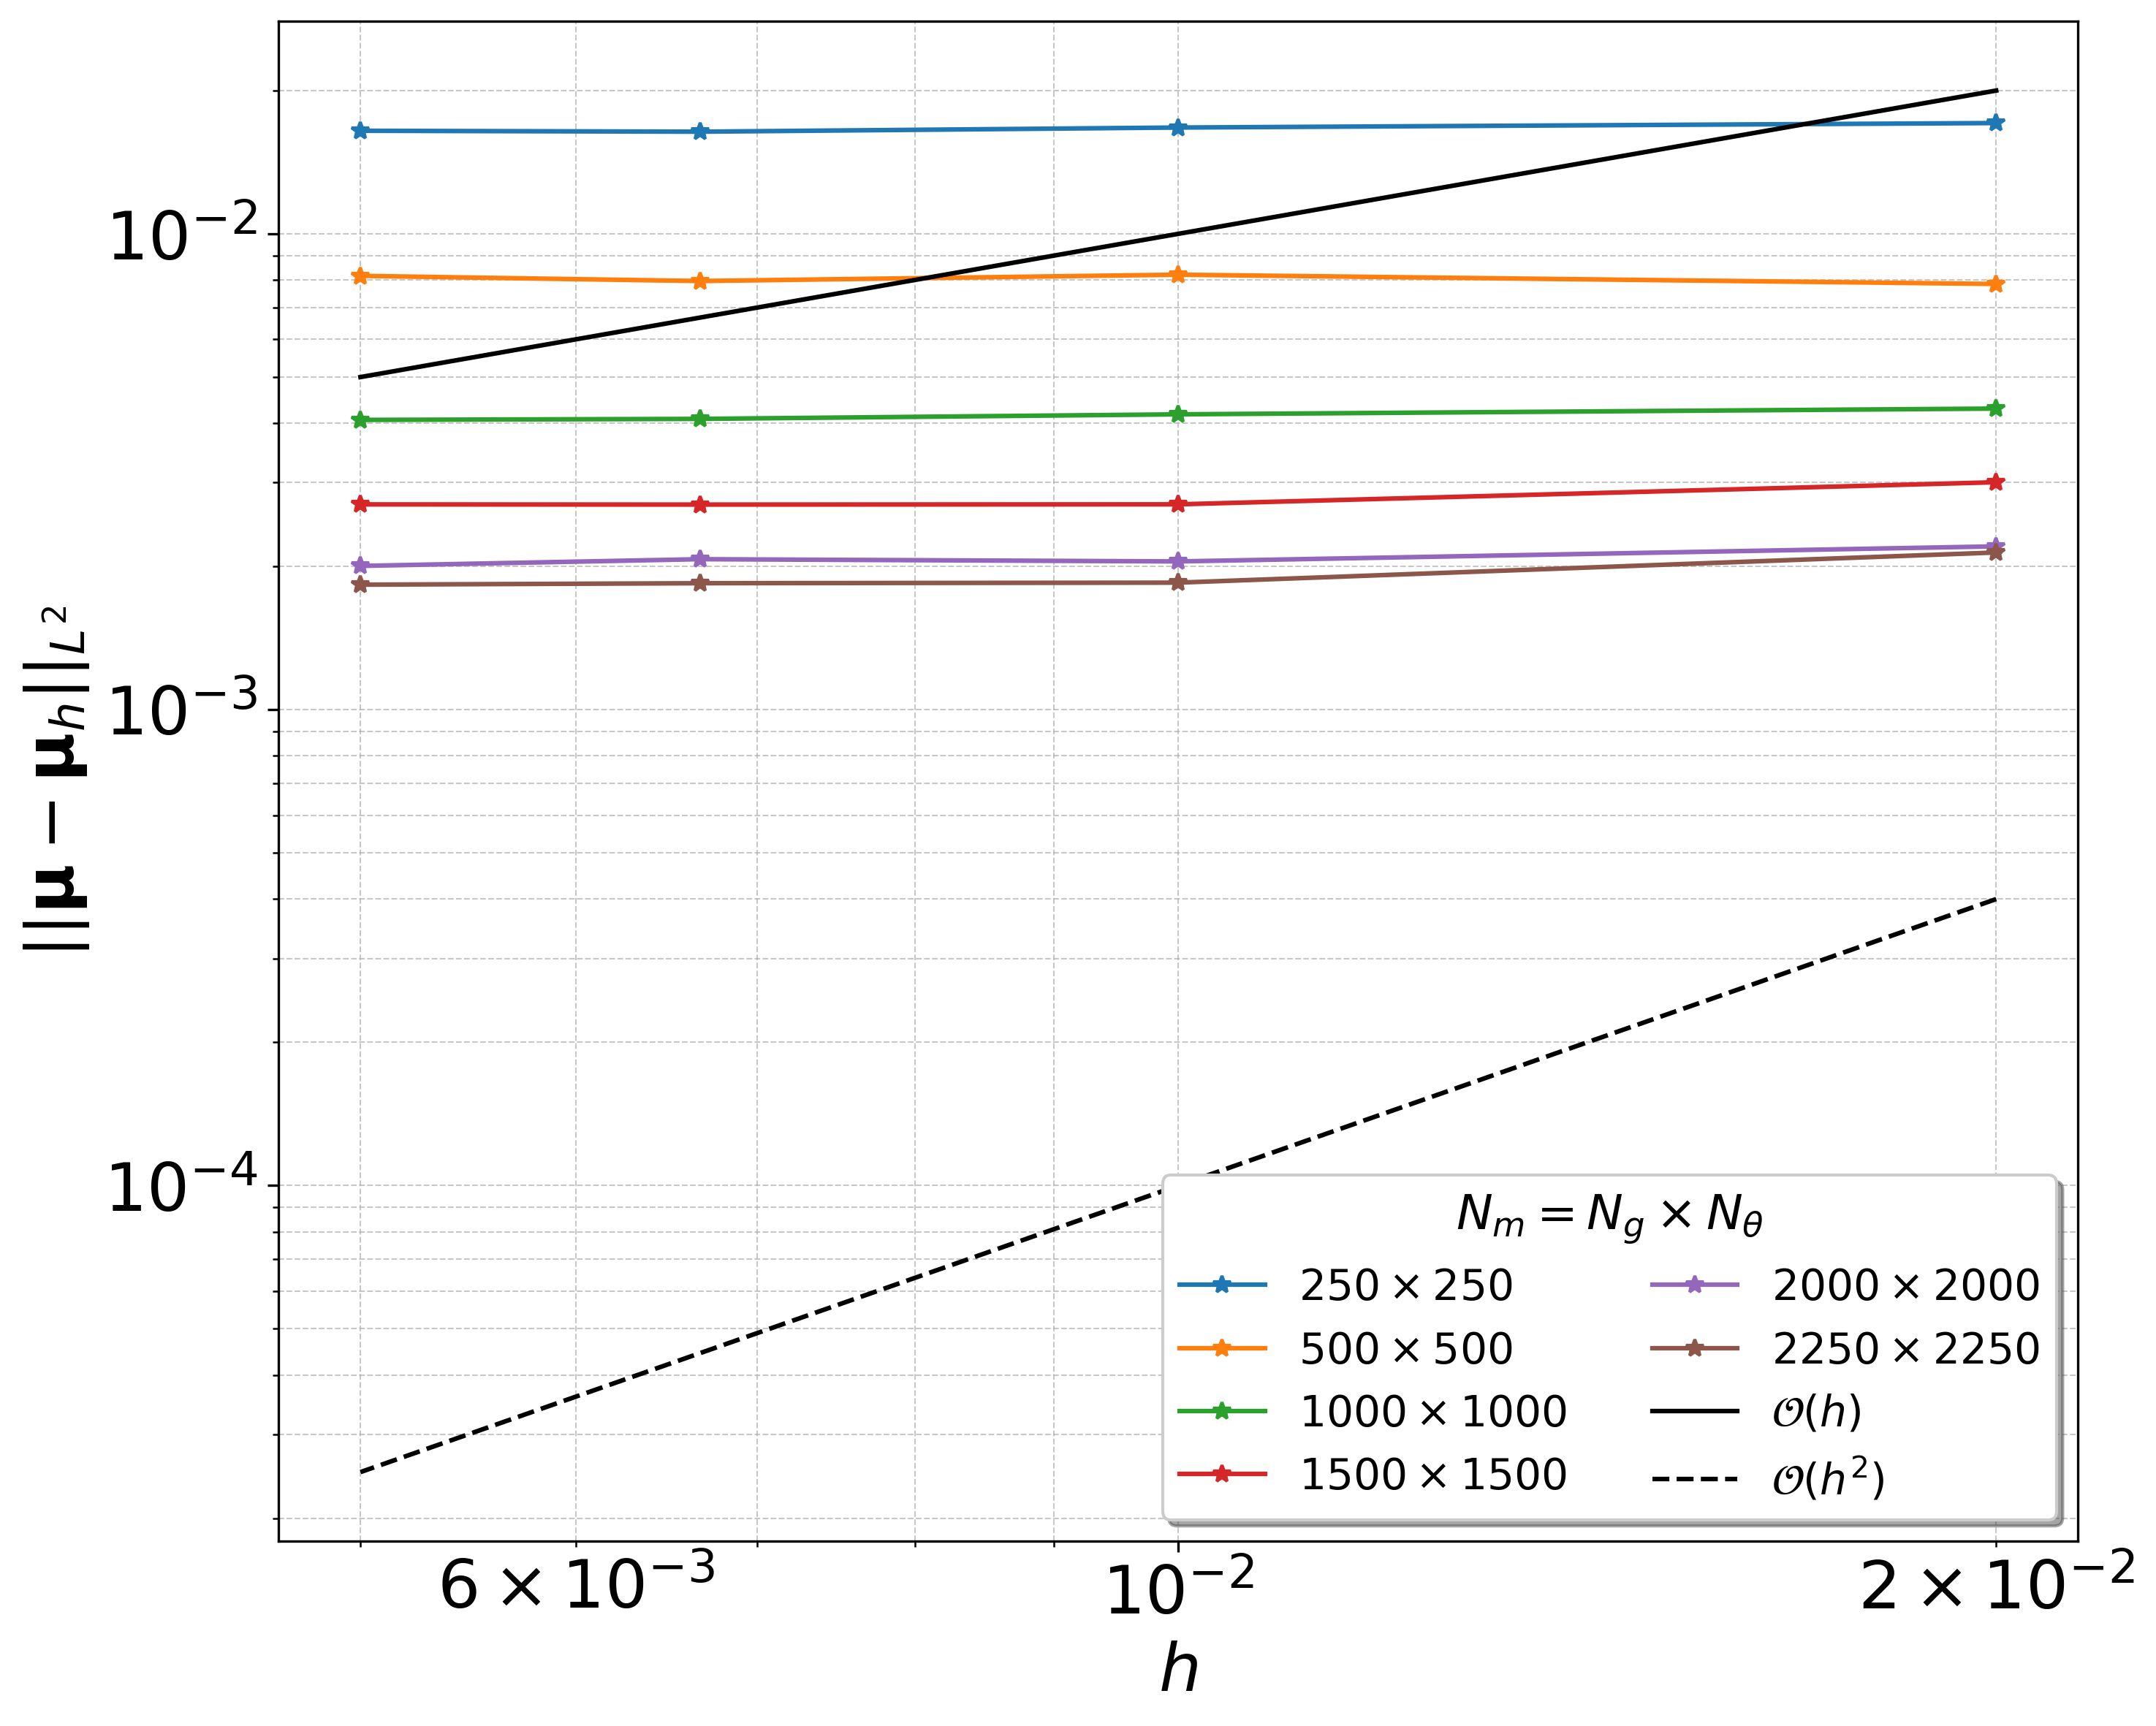 ||𝛍 − 𝛍_h||_{L^2}
10^{−2}
10^{−3}
10^{−4}
6 × 10^{−3}
10^{−2}
2 × 10^{−2}
h
N_m = N_g × N_θ
250 × 250
500 × 500
1000 × 1000
1500 × 1500
2000 × 2000
2250 × 2250
𝒪(h)
𝒪(h^2)